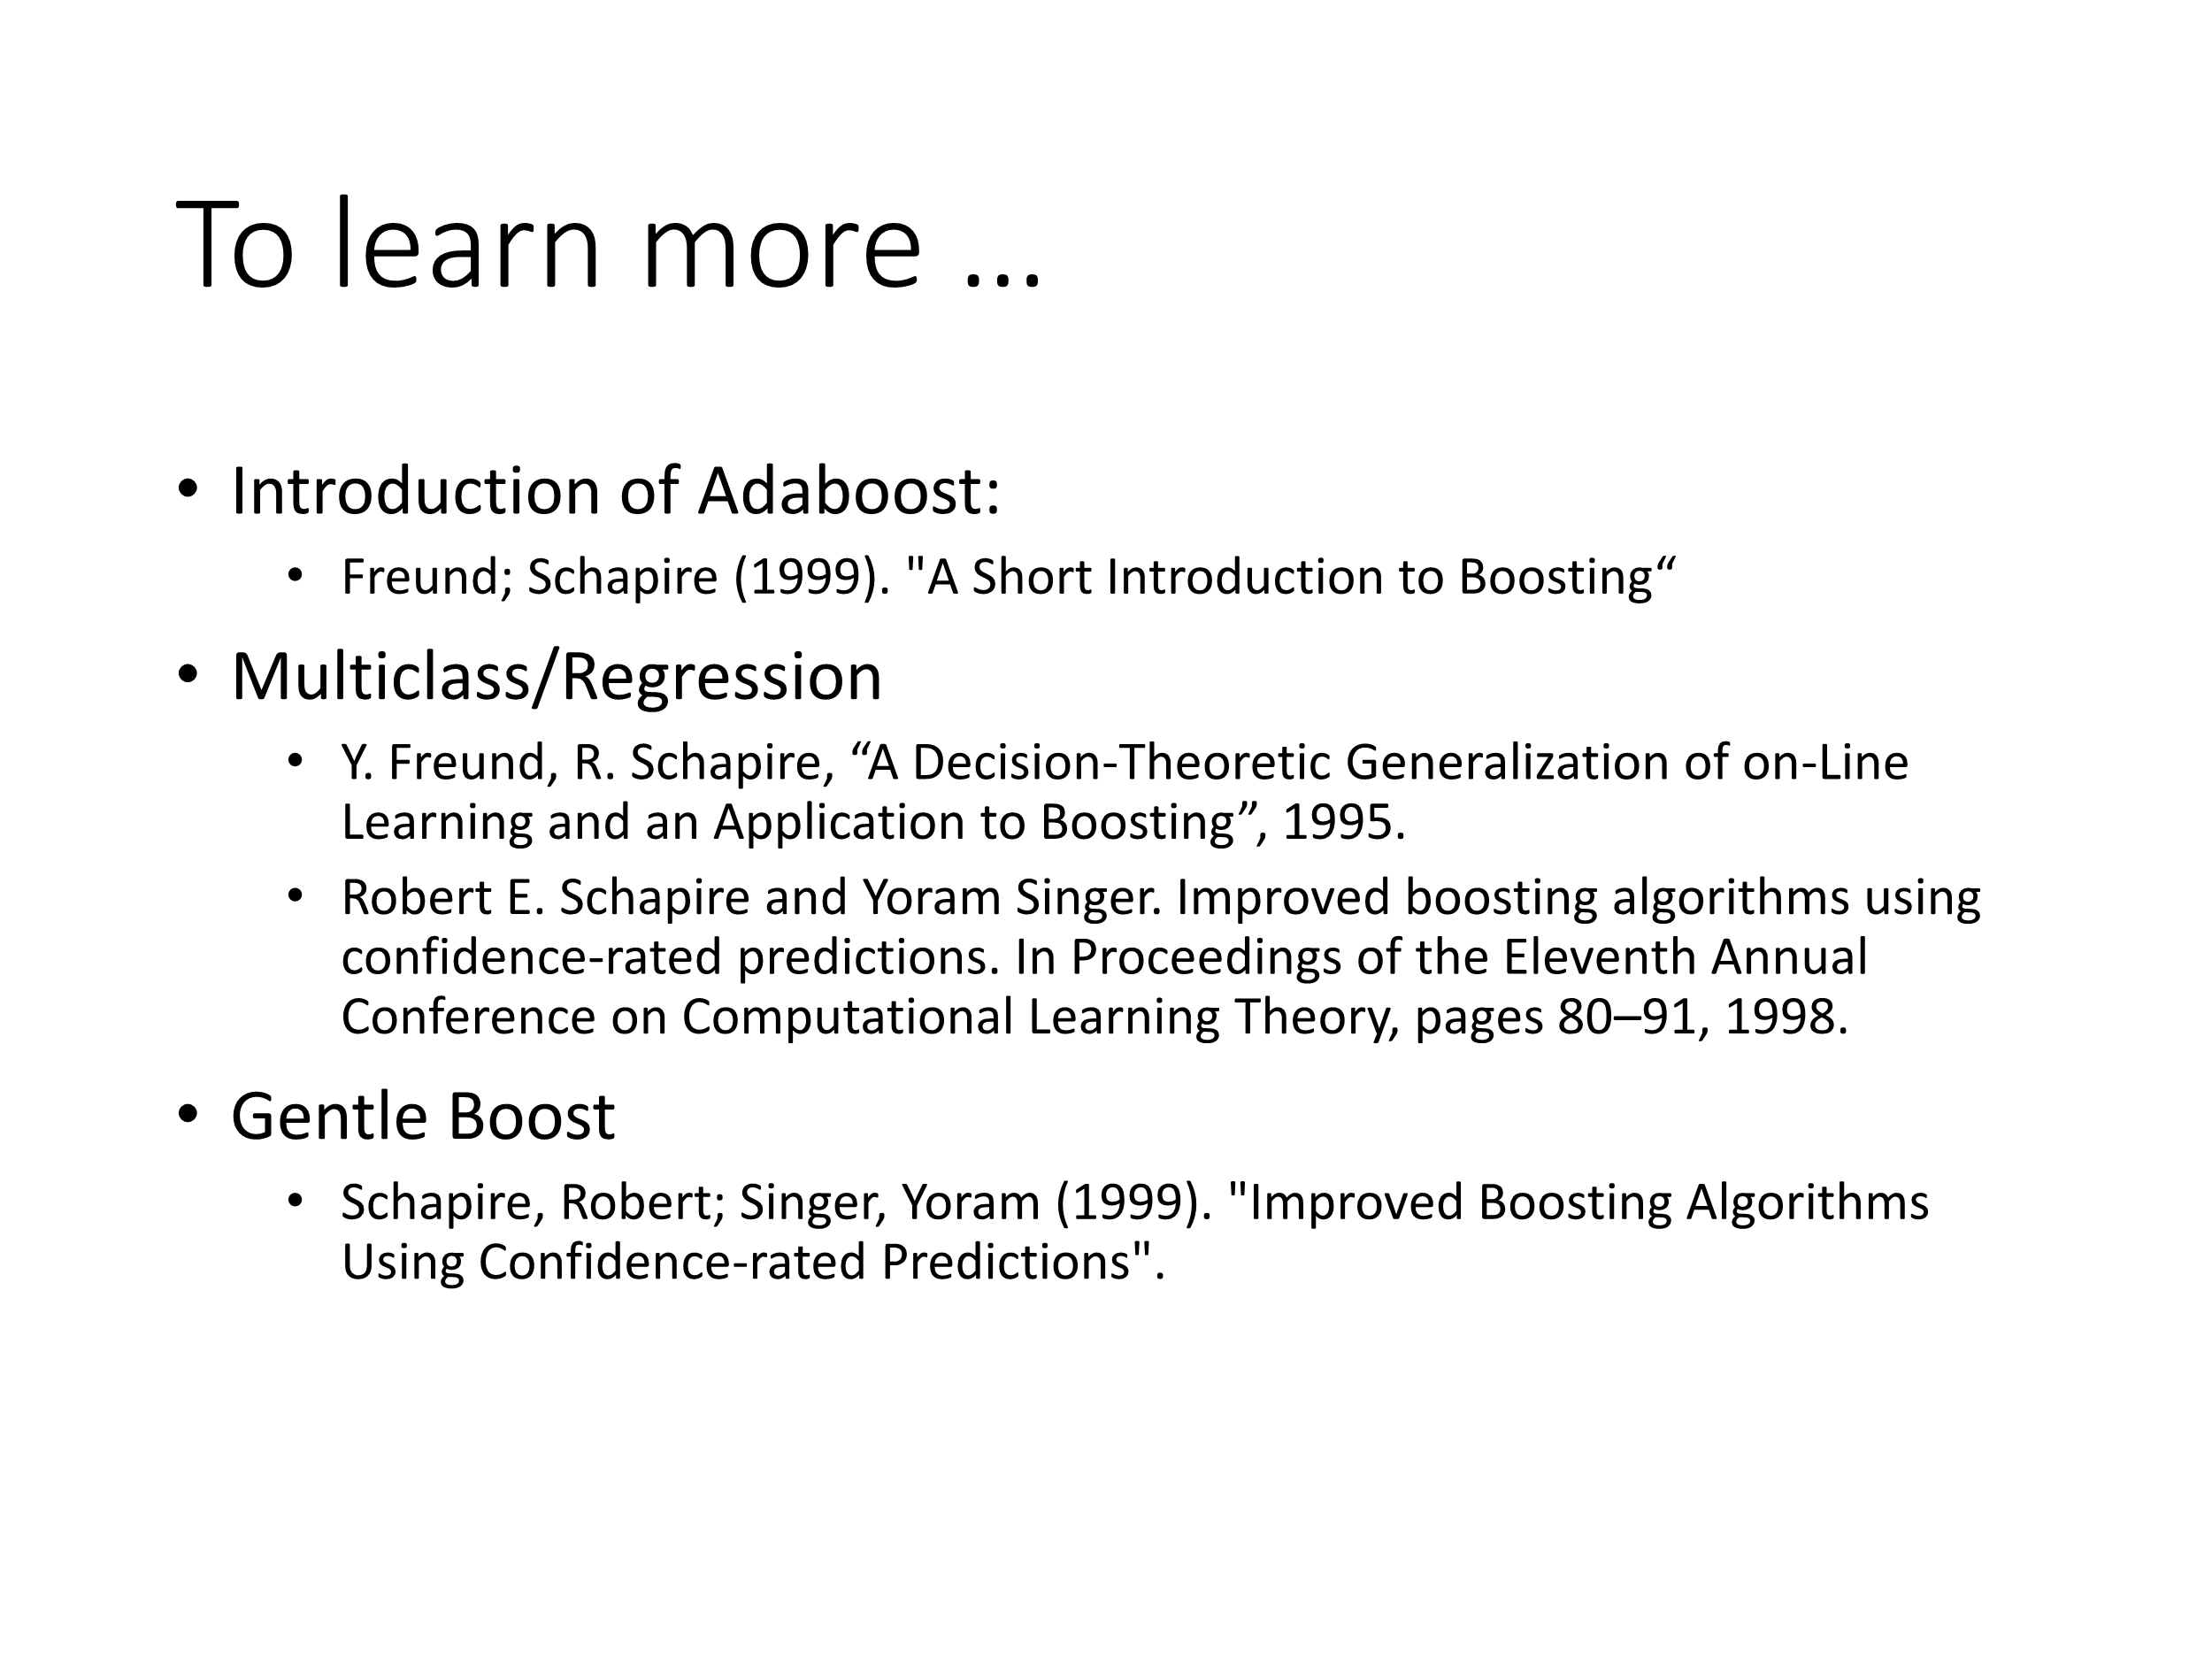 To learn more …
• Introduction of Adaboost:
• Freund; Schapire (1999). "A Short Introduction to Boosting“
• Multiclass/Regression
• Y. Freund, R. Schapire, “A Decision-Theoretic Generalization of on-Line
Learning and an Application to Boosting”, 1995.
• Robert E. Schapire and Yoram Singer. Improved boosting algorithms using
confidence-rated predictions. In Proceedings of the Eleventh Annual
Conference on Computational Learning Theory, pages 80–91, 1998.
• Gentle Boost
• Schapire, Robert; Singer, Yoram (1999). "Improved Boosting Algorithms
Using Confidence-rated Predictions".